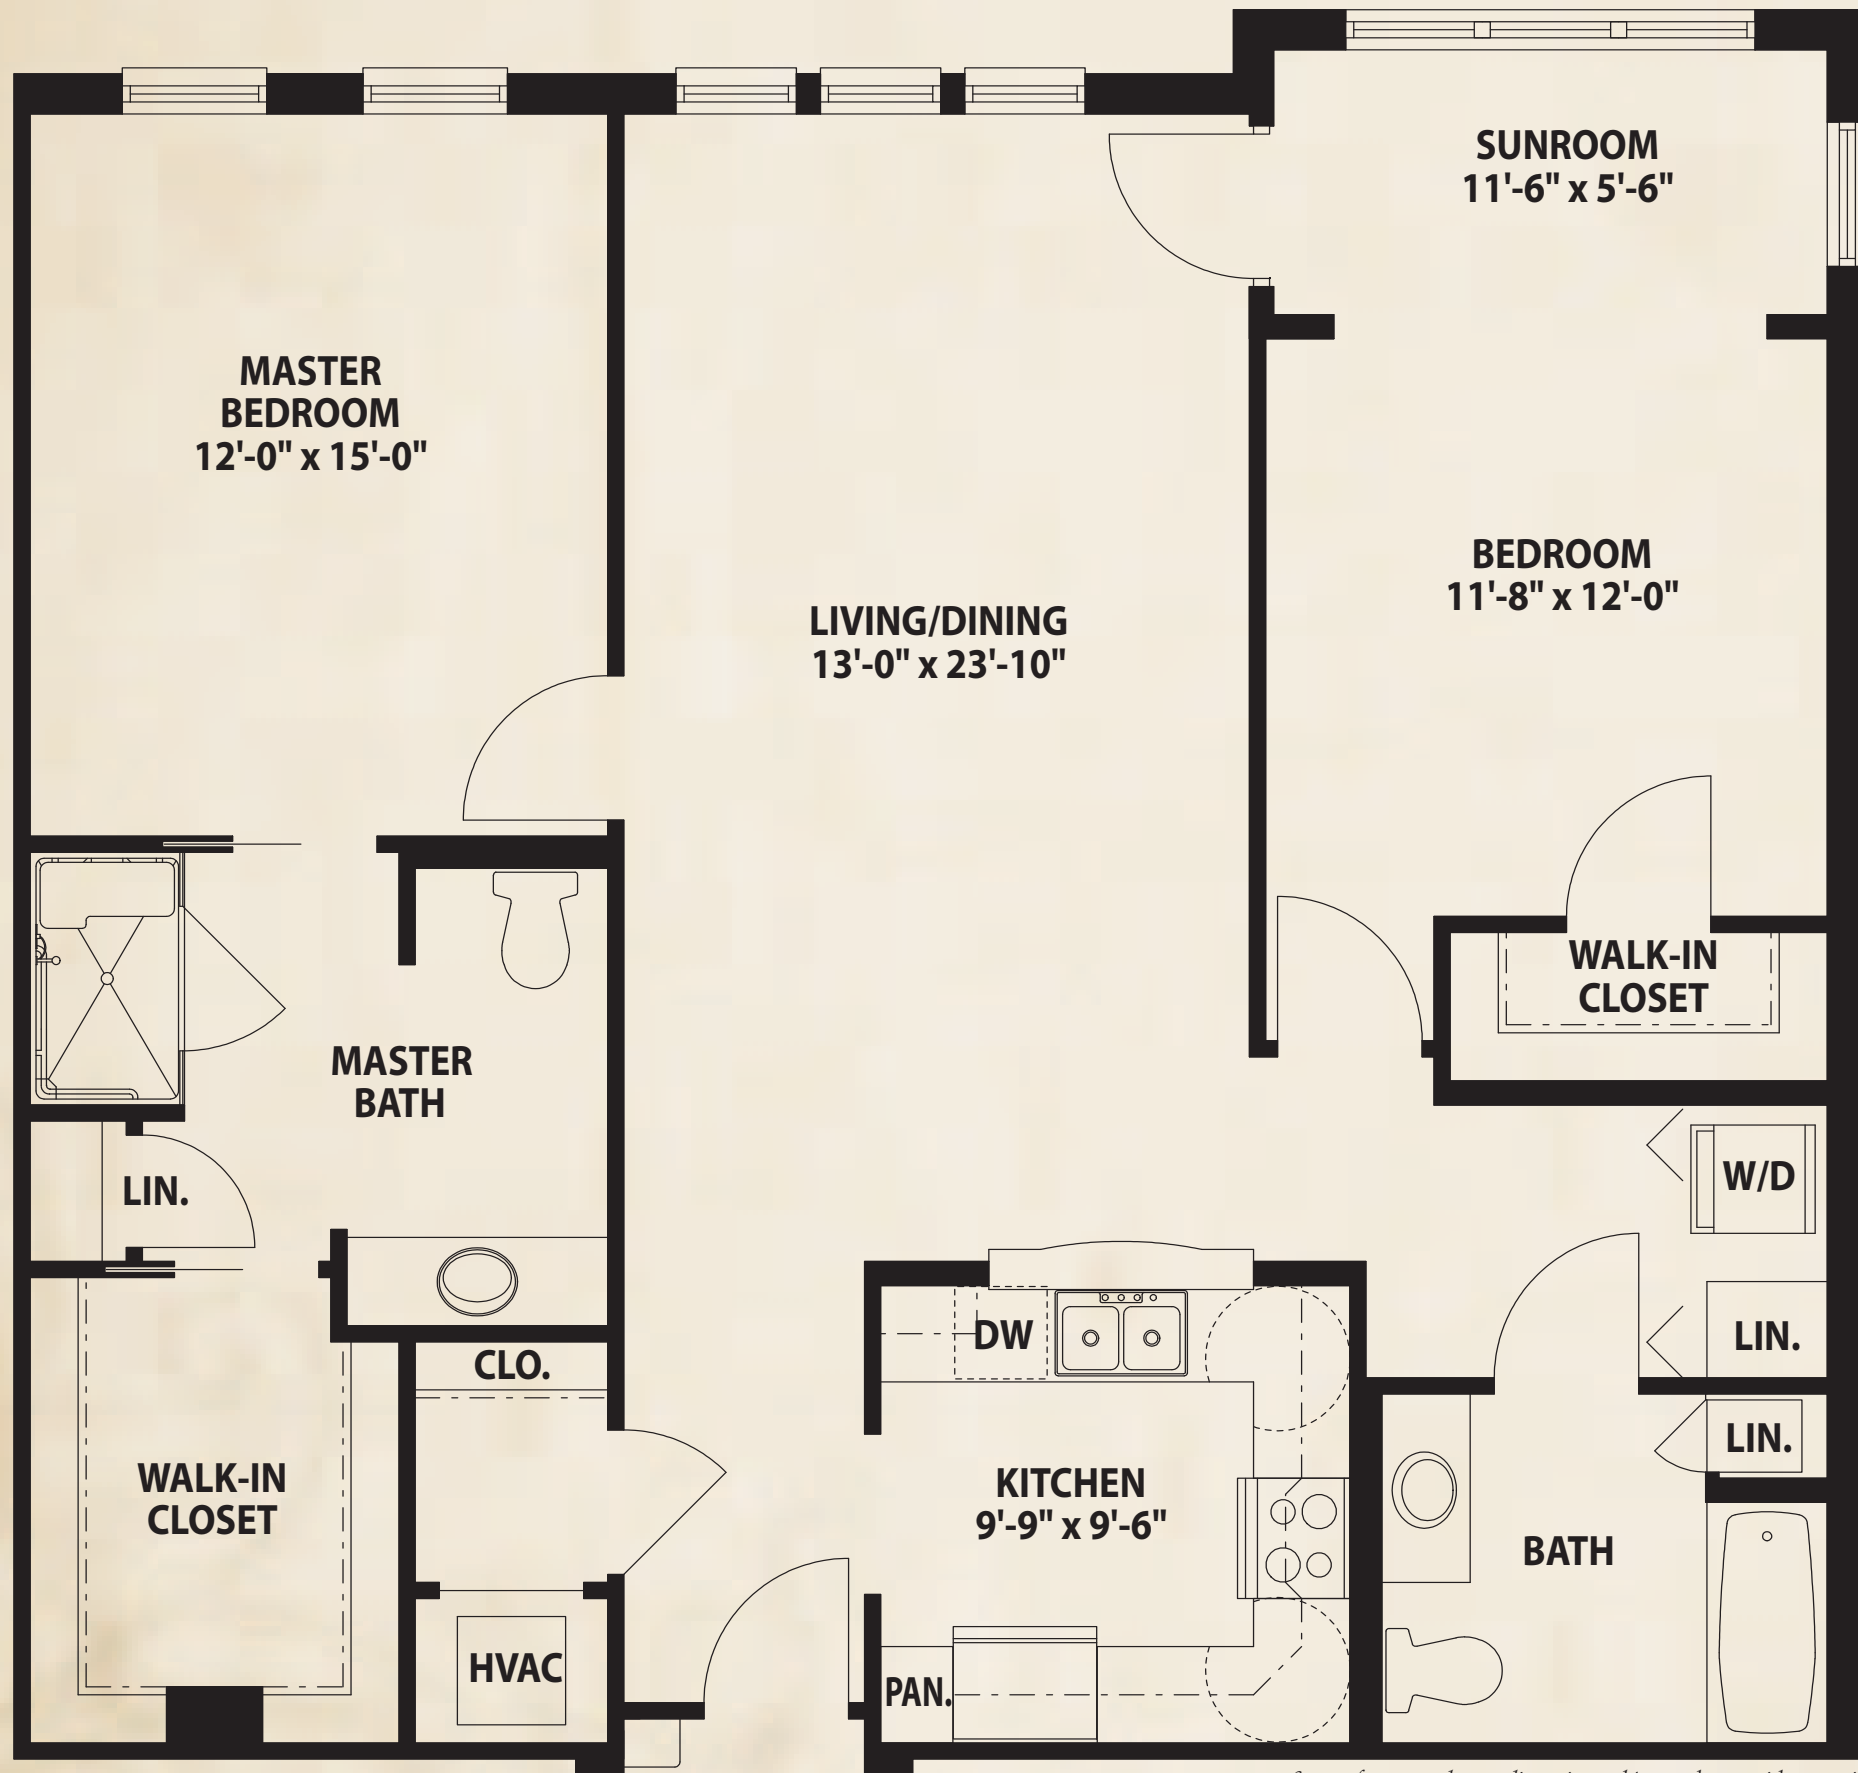 SUNROOM
11'-6" x 5'-6"
MASTER
BEDROOM
12'-0" x 15'-0"
BEDROOM
11'-8" x 12'-0"
LIVING/DINING
13'-0" x 23'-10"
WALK-IN
CLOSET
MASTER
BATH
W/D
LIN.
DW
LIN.
CLO.
LIN.
WALK-IN
CLOSET
KITCHEN
9'-9" x 9'-6"
BATH
HVAC
PAN.